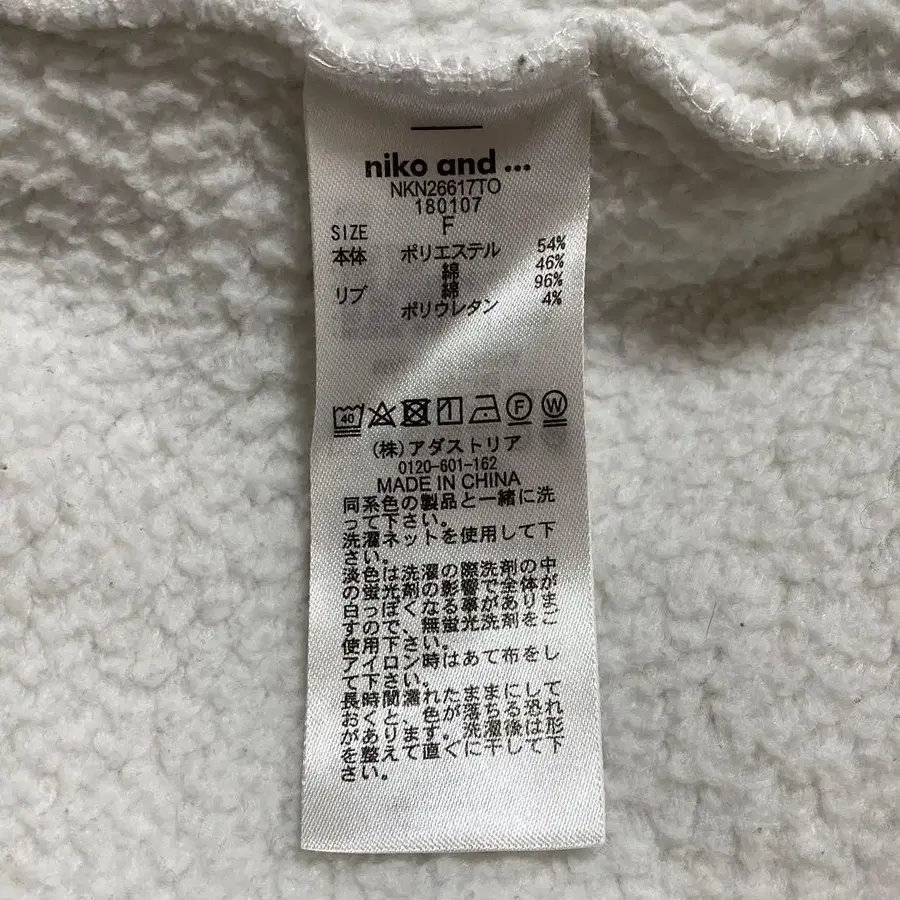 niko and ...
NKN26617TO
180107
SIZE F
本体 ポリエステル 54%
綿 46%
リブ 綿 96%
ポリウレタン 4%
40 F W
(株)アダストリア
0120-601-162
MADE IN CHINA
同系色の製品と一緒に洗
って下さい。
洗濯ネットを使用して下
さい。
淡色は洗濯の際洗剤の中
の蛍光剤の影響で全体が
白っぽくなる事がありま
すので、無蛍光洗剤をご
使用下さい。
アイロン時はあて布をし
て下さい。
長時間濡れたままにして
おくと、色が落ちる恐れ
があります。洗濯後は形
を整えて直ぐに干して下
さい。